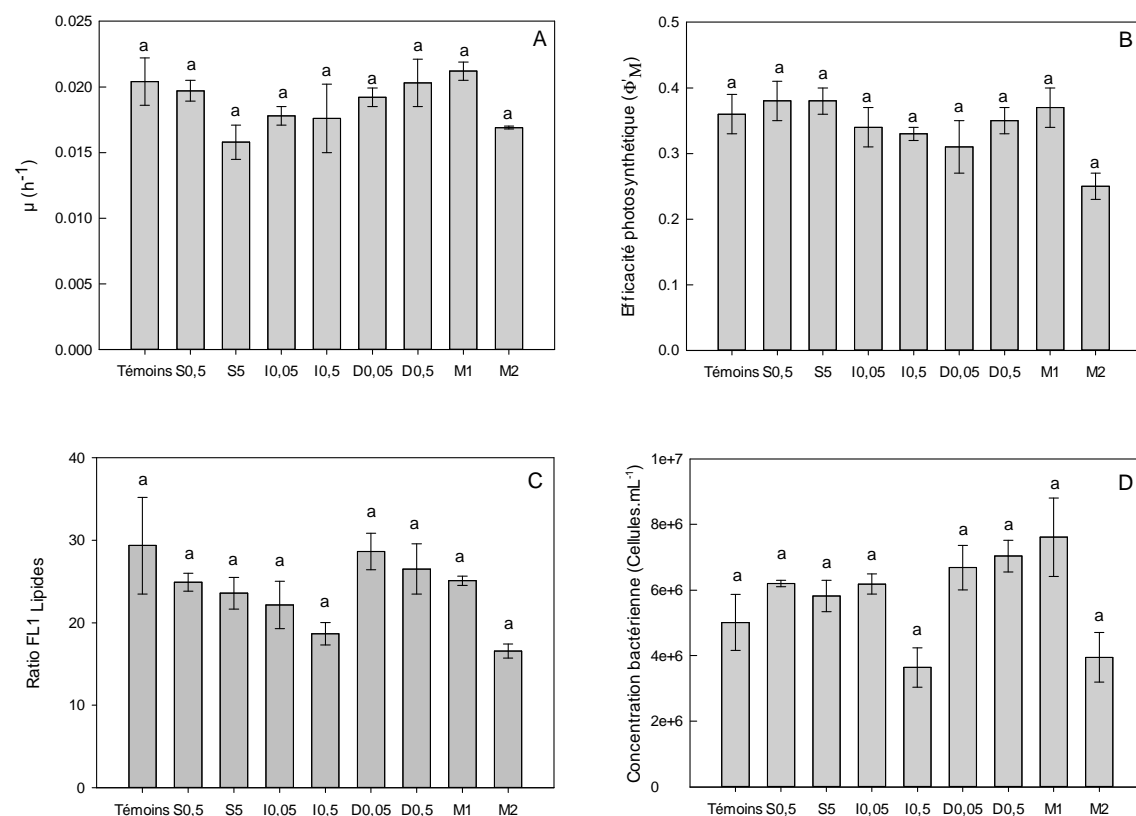 A
0.025
0.020
0.015
0.010
0.005
0.000
µ (h⁻¹)
a a a a a a a a a
Témoins S0,5 S5 I0,05 I0,5 D0,05 D0,5 M1 M2
B
0.5
0.4
0.3
0.2
0.1
0.0
Efficacité photosynthétique (Φ'M)
a a a a a a a a a
Témoins S0,5 S5 I0,05 I0,5 D0,05 D0,5 M1 M2
C
40
30
20
10
0
Ratio FL1 Lipides
a a a a a a a a a
Témoins S0,5 S5 I0,05 I0,5 D0,05 D0,5 M1 M2
D
1e+7
8e+6
6e+6
4e+6
2e+6
0
Concentration bactérienne (Cellules.mL⁻¹)
a a a a a a a a a
Témoins S0,5 S5 I0,05 I0,5 D0,05 D0,5 M1 M2